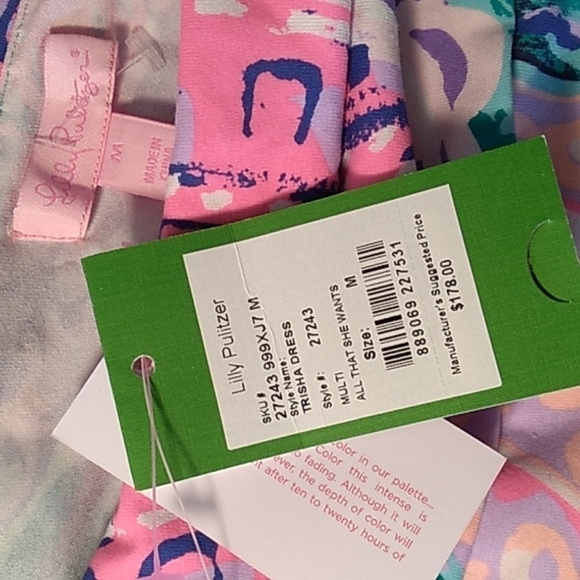 Lilly Pulitzer®
M
MADE IN
CHINA
Lilly Pulitzer
SKU #
27243 999XJ7 M
Style Name:
TRISHA DRESS
Style #: 27243
MULTI
ALL THAT SHE WANTS
Size: M
889069 227531
Manufacturer's Suggested Price
$178.00
color in our palette...
Color this intense is
o fading. Although it will
ver, the depth of color will
it after ten to twenty hours of